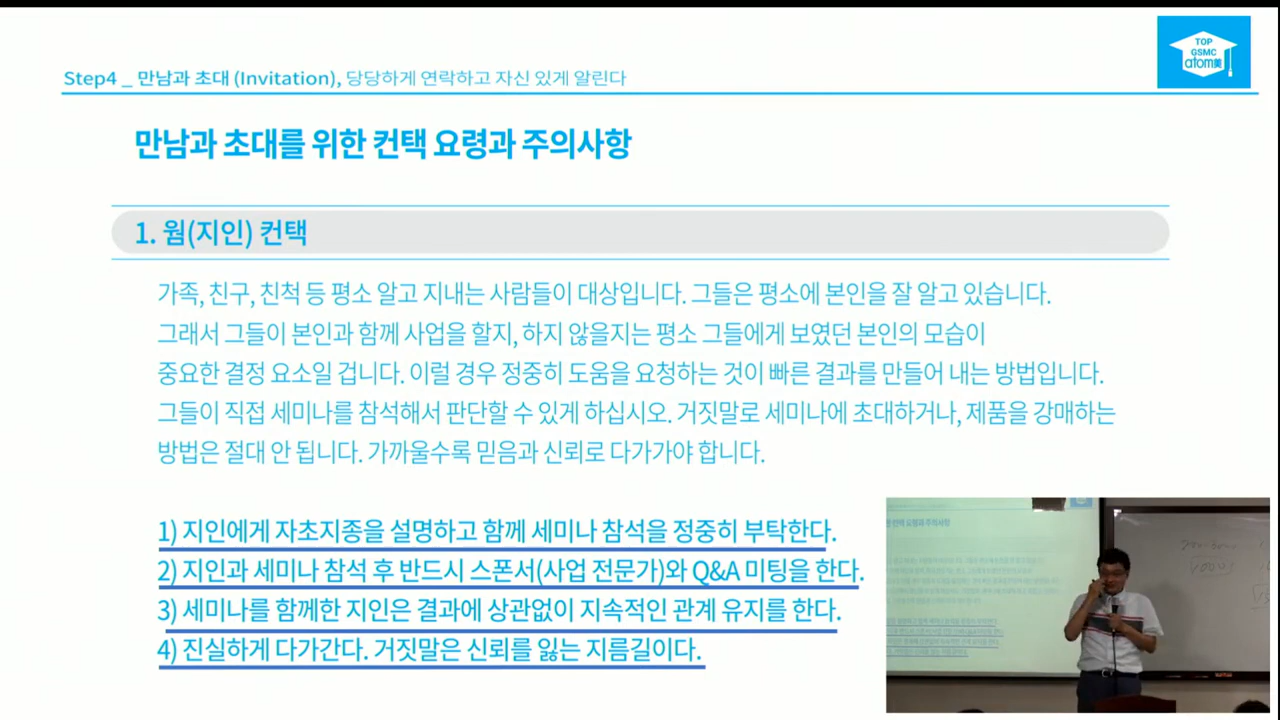 TOP
GSMC
atom美
Step4 _ 만남과 초대 (Invitation), 당당하게 연락하고 자신 있게 알린다
만남과 초대를 위한 컨택 요령과 주의사항
1. 웜(지인) 컨택
가족, 친구, 친척 등 평소 알고 지내는 사람들이 대상입니다. 그들은 평소에 본인을 잘 알고 있습니다.
그래서 그들이 본인과 함께 사업을 할지, 하지 않을지는 평소 그들에게 보였던 본인의 모습이
중요한 결정 요소일 겁니다. 이럴 경우 정중히 도움을 요청하는 것이 빠른 결과를 만들어 내는 방법입니다.
그들이 직접 세미나를 참석해서 판단할 수 있게 하십시오. 거짓말로 세미나에 초대하거나, 제품을 강매하는
방법은 절대 안 됩니다. 가까울수록 믿음과 신뢰로 다가가야 합니다.
1) 지인에게 자초지종을 설명하고 함께 세미나 참석을 정중히 부탁한다.
2) 지인과 세미나 참석 후 반드시 스폰서(사업 전문가)와 Q&A 미팅을 한다.
3) 세미나를 함께한 지인은 결과에 상관없이 지속적인 관계 유지를 한다.
4) 진실하게 다가간다. 거짓말은 신뢰를 잃는 지름길이다.
컨택 요령과 주의사항